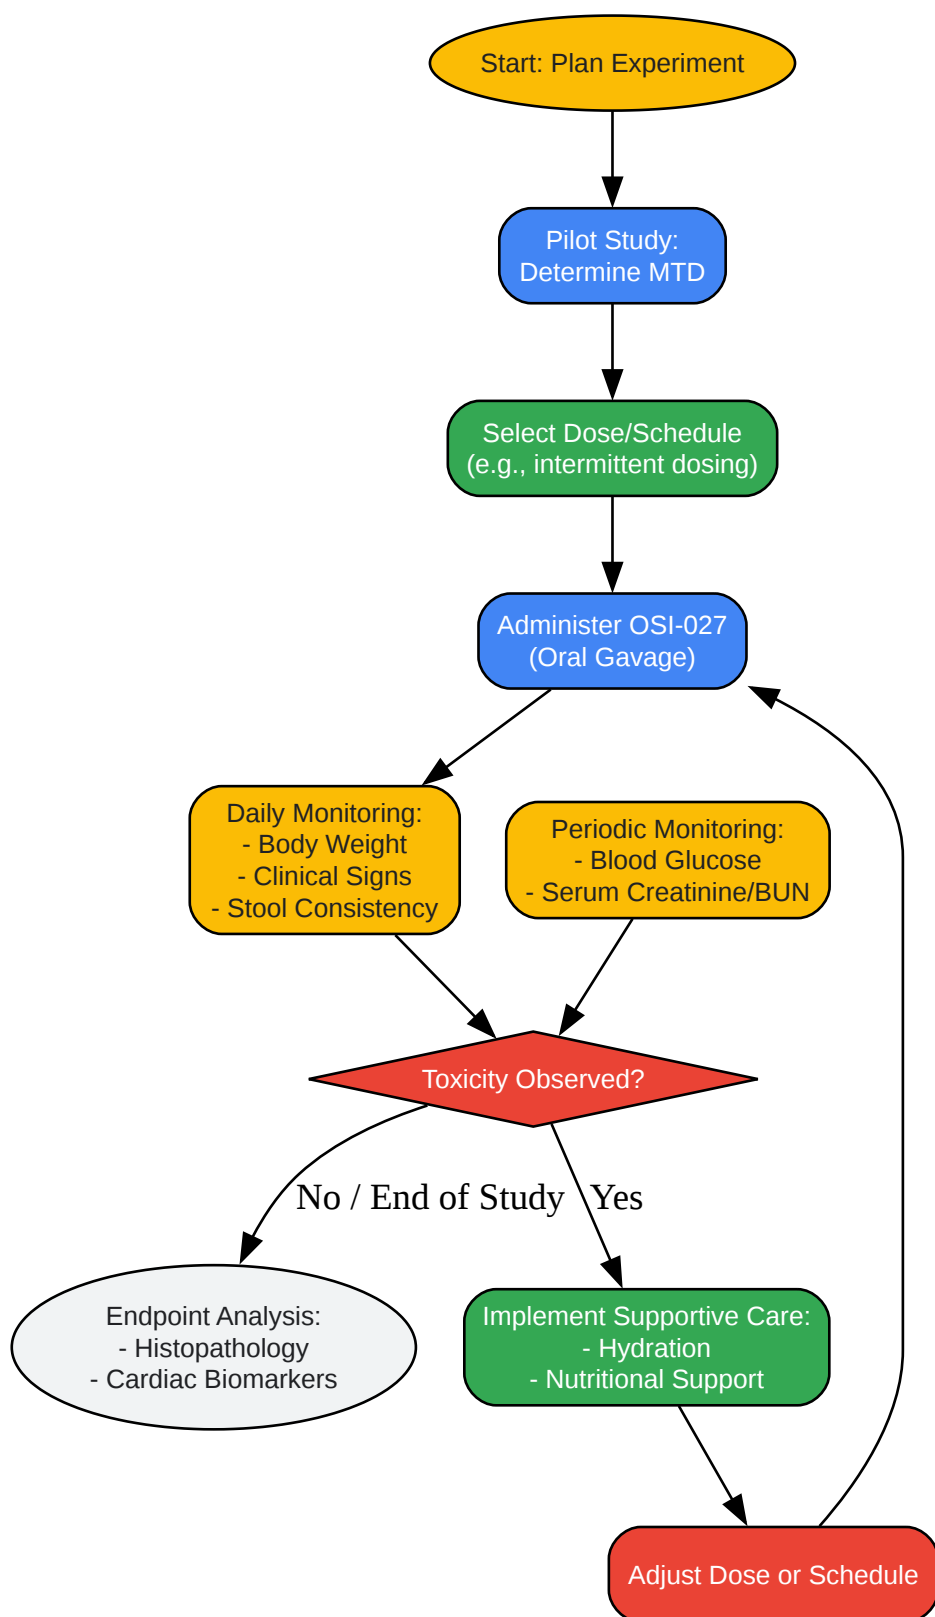 Start: Plan Experiment
Pilot Study:
Determine MTD
Select Dose/Schedule
(e.g., intermittent dosing)
Administer OSI-027
(Oral Gavage)
Daily Monitoring:
- Body Weight
- Clinical Signs
- Stool Consistency
Periodic Monitoring:
- Blood Glucose
- Serum Creatinine/BUN
Toxicity Observed?
No / End of Study
Yes
Endpoint Analysis:
- Histopathology
- Cardiac Biomarkers
Implement Supportive Care:
- Hydration
- Nutritional Support
Adjust Dose or Schedule